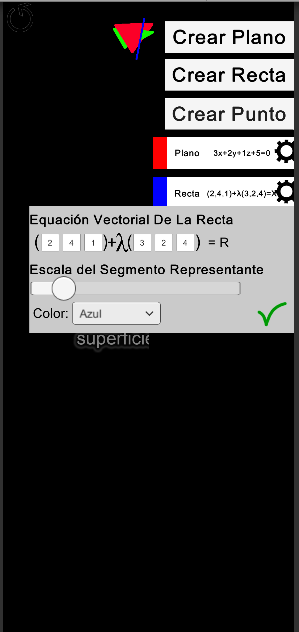 Crear Plano
Crear Recta
Crear Punto
Plano 3x+2y+1z+5=0
Recta (2,4,1)+λ(3,2,4)=X
Ecuación Vectorial De La Recta
(2 4 1)+λ(3 2 4) = R
Escala del Segmento Representante
Color: Azul
superficie